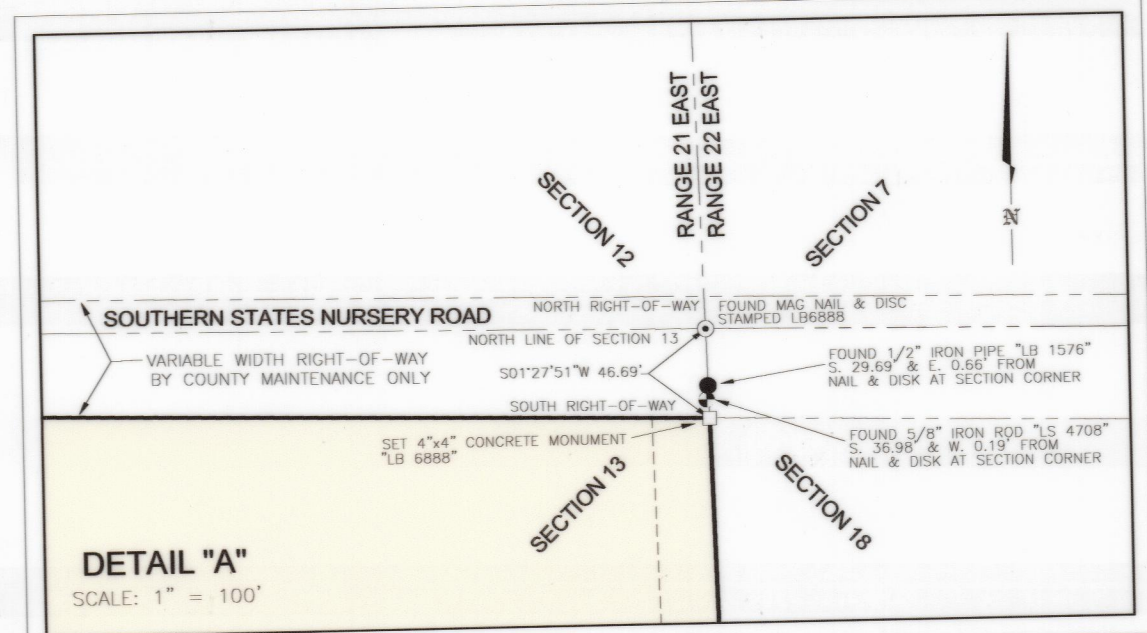 RANGE 21 EAST
RANGE 22 EAST
SECTION 12
SECTION 7
N
NORTH RIGHT-OF-WAY
FOUND MAG NAIL & DISC
STAMPED LB6888
SOUTHERN STATES NURSERY ROAD
NORTH LINE OF SECTION 13
VARIABLE WIDTH RIGHT-OF-WAY
BY COUNTY MAINTENANCE ONLY
S01°27'51"W 46.69'
FOUND 1/2" IRON PIPE "LB 1576"
S. 29.69' & E. 0.66' FROM
NAIL & DISK AT SECTION CORNER
SOUTH RIGHT-OF-WAY
SET 4"x4" CONCRETE MONUMENT
"LB 6888"
FOUND 5/8" IRON ROD "LS 4708"
S. 36.98' & W. 0.19' FROM
NAIL & DISK AT SECTION CORNER
SECTION 13
SECTION 18
DETAIL "A"
SCALE: 1" = 100'